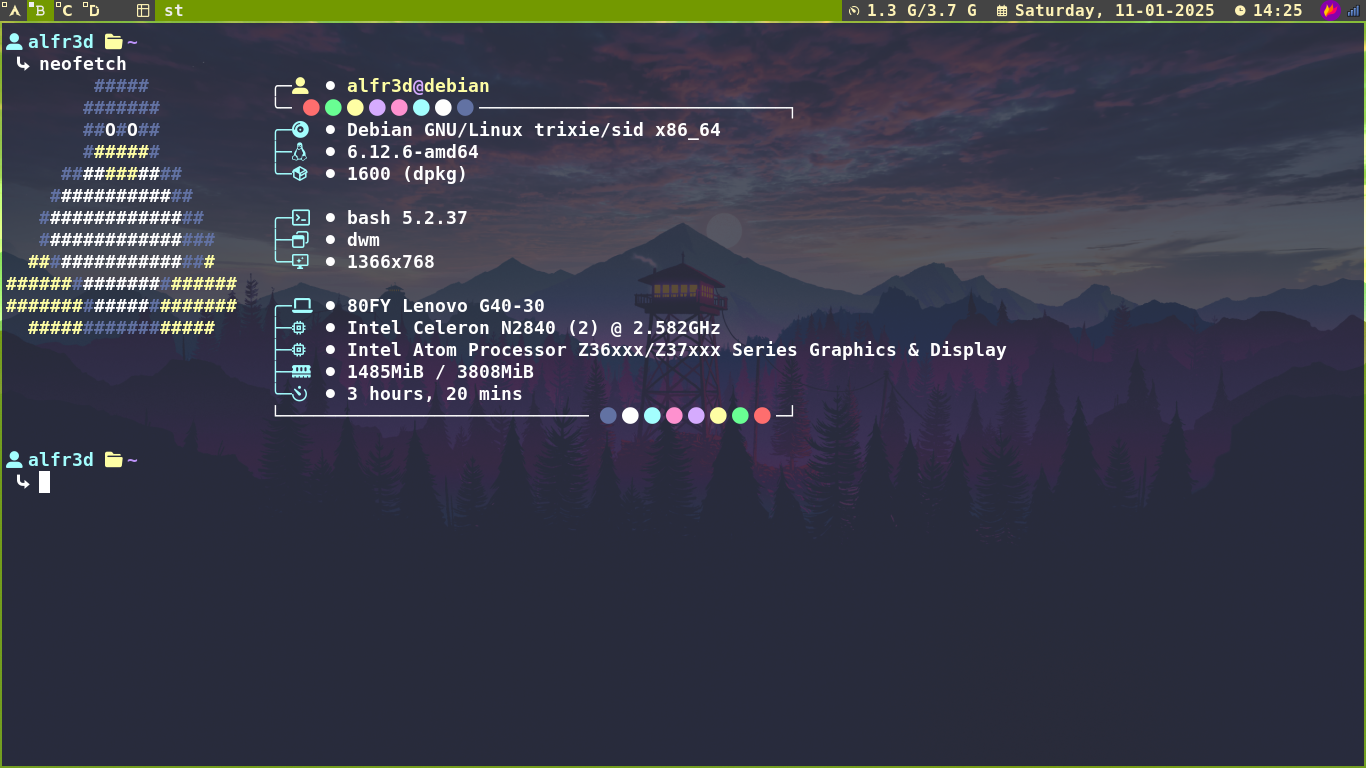 A B C D st 1.3 G/3.7 G Saturday, 11-01-2025 14:25
alfr3d ~
neofetch
#####
#######
##O#O##
#######
###########
#############
###############
################
#################
#####################
#####################
#################
alfr3d@debian
Debian GNU/Linux trixie/sid x86_64
6.12.6-amd64
1600 (dpkg)
bash 5.2.37
dwm
1366x768
80FY Lenovo G40-30
Intel Celeron N2840 (2) @ 2.582GHz
Intel Atom Processor Z36xxx/Z37xxx Series Graphics & Display
1485MiB / 3808MiB
3 hours, 20 mins
alfr3d ~